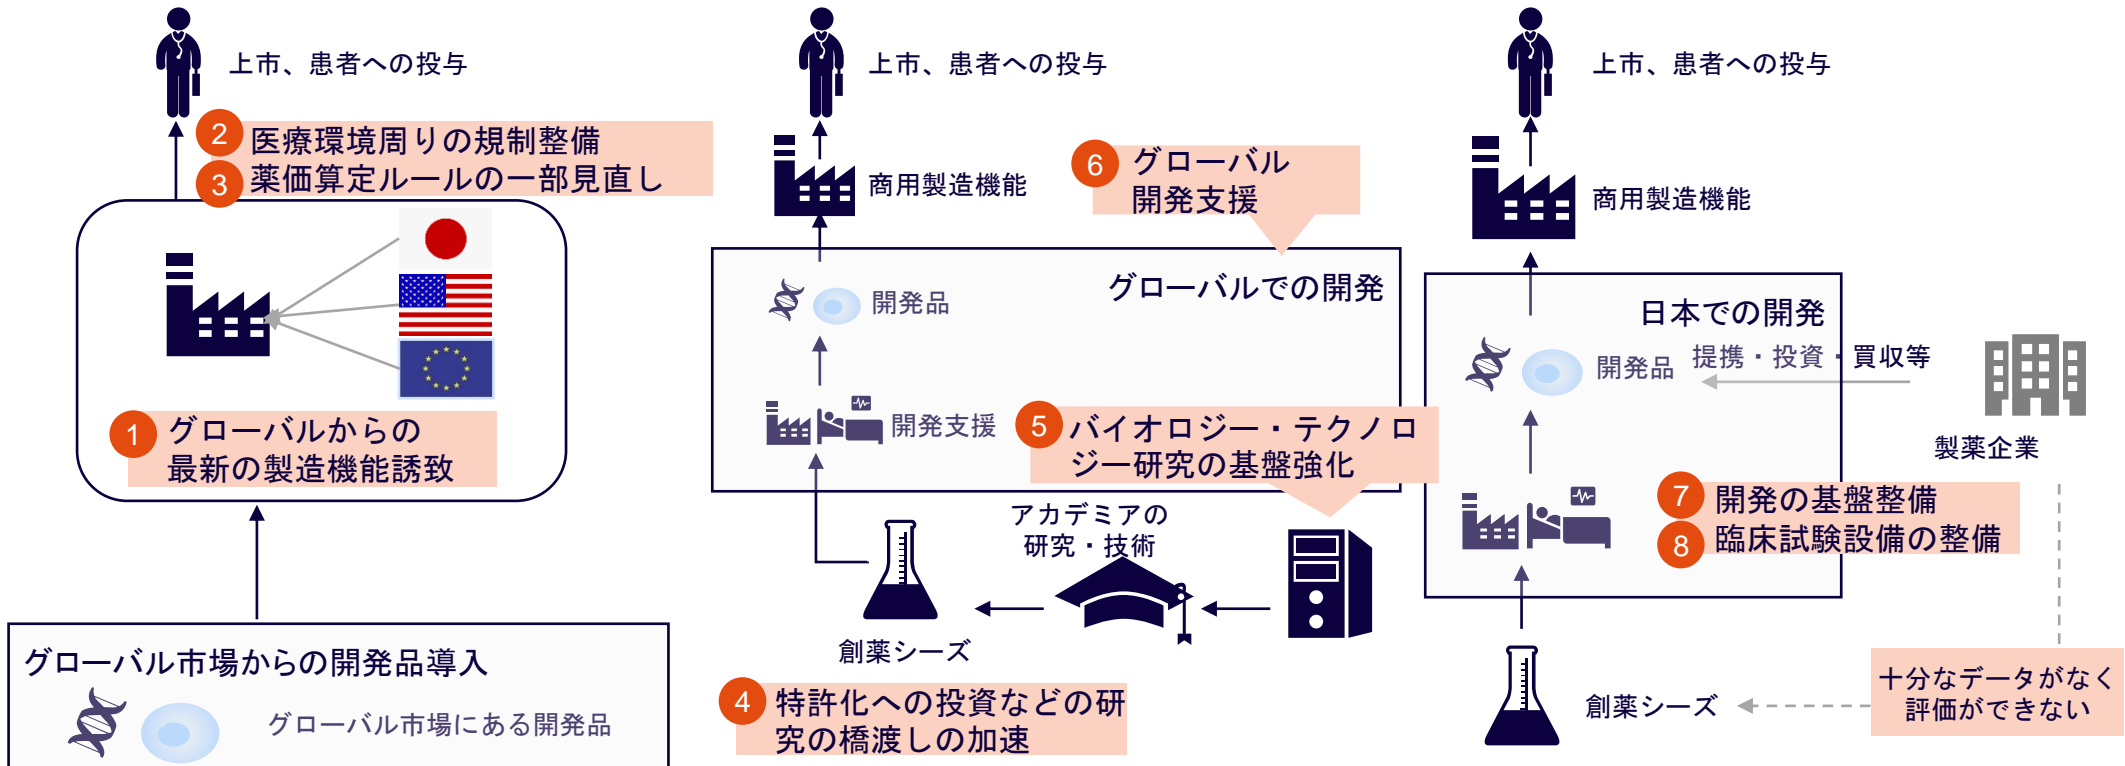 上市、患者への投与
2 医療環境周りの規制整備
3 薬価算定ルールの一部見直し
1 グローバルからの
最新の製造機能誘致
グローバル市場からの開発品導入
グローバル市場にある開発品
上市、患者への投与
商用製造機能
6 グローバル
開発支援
グローバルでの開発
開発品
開発支援
5 バイオロジー・テクノロ
ジー研究の基盤強化
アカデミアの
研究・技術
創薬シーズ
4 特許化への投資などの研
究の橋渡しの加速
上市、患者への投与
商用製造機能
日本での開発
開発品
提携・投資・買収等
製薬企業
7 開発の基盤整備
8 臨床試験設備の整備
創薬シーズ
十分なデータがなく
評価ができない